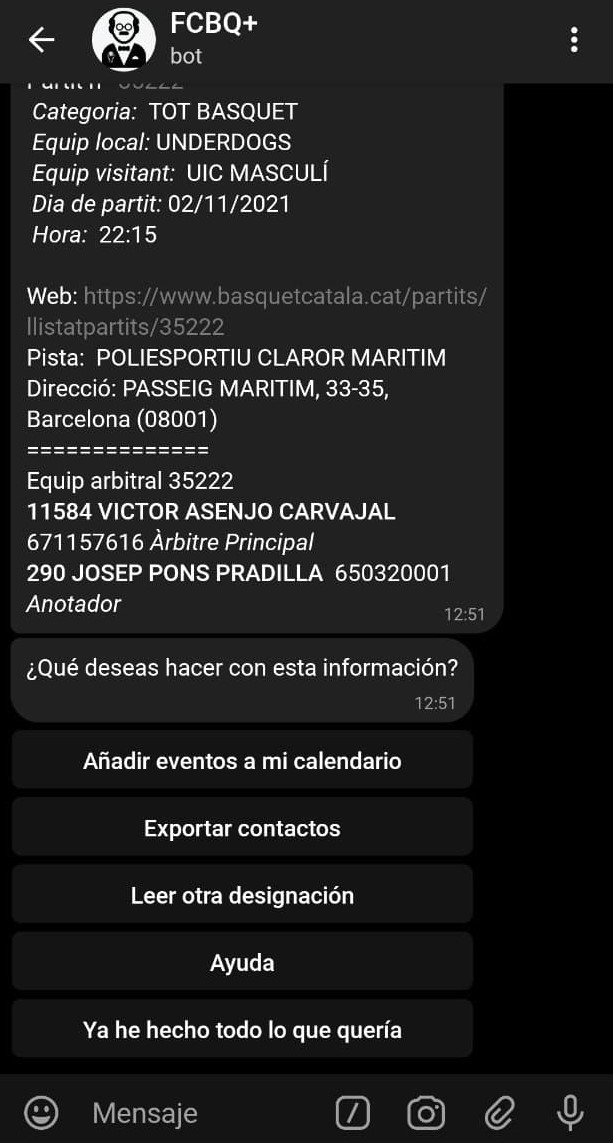 FCBQ+
bot
Categoria: TOT BASQUET
Equip local: UNDERDOGS
Equip visitant: UIC MASCULÍ
Dia de partit: 02/11/2021
Hora: 22:15
Web: https://www.basquetcatala.cat/partits/
llistatpartits/35222
Pista: POLIESPORTIU CLAROR MARITIM
Direcció: PASSEIG MARITIM, 33-35,
Barcelona (08001)
==============
Equip arbitral 35222
11584 VICTOR ASENJO CARVAJAL
671157616 Àrbitre Principal
290 JOSEP PONS PRADILLA 650320001
Anotador
12:51
¿Qué deseas hacer con esta información?
12:51
Añadir eventos a mi calendario
Exportar contactos
Leer otra designación
Ayuda
Ya he hecho todo lo que quería
Mensaje